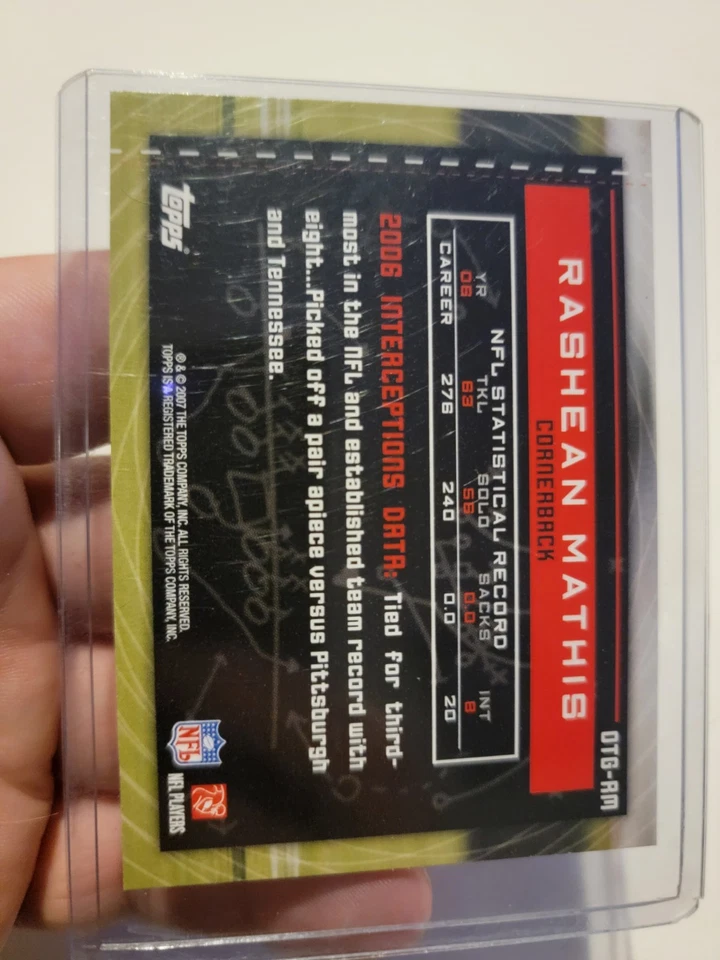 OTG-RM
RASHEAN MATHIS
CORNERBACK
NFL STATISTICAL RECORD
YR TKL SOLO SACKS INT
06 63 58 0.0 8
CAREER 276 240 0.0 20
2006 INTERCEPTIONS DATA: Tied for third-
most in the NFL and established team record with
eight...Picked off a pair apiece versus Pittsburgh
and Tennessee.
topps®
® & © 2007 THE TOPPS COMPANY, INC. ALL RIGHTS RESERVED.
TOPPS IS A REGISTERED TRADEMARK OF THE TOPPS COMPANY, INC.
NFL
NFL PLAYERS